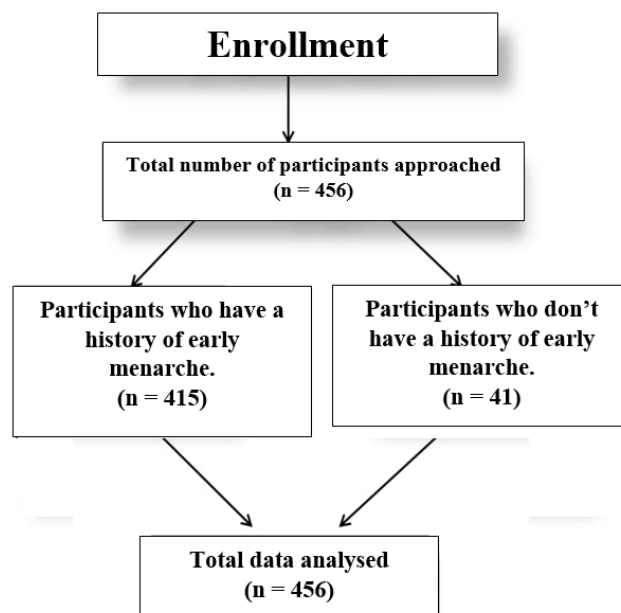 Enrollment
Total number of participants approached
(n = 456)
Participants who have a
history of early
menarche.
(n = 415)
Participants who don’t
have a history of early
menarche.
(n = 41)
Total data analysed
(n = 456)